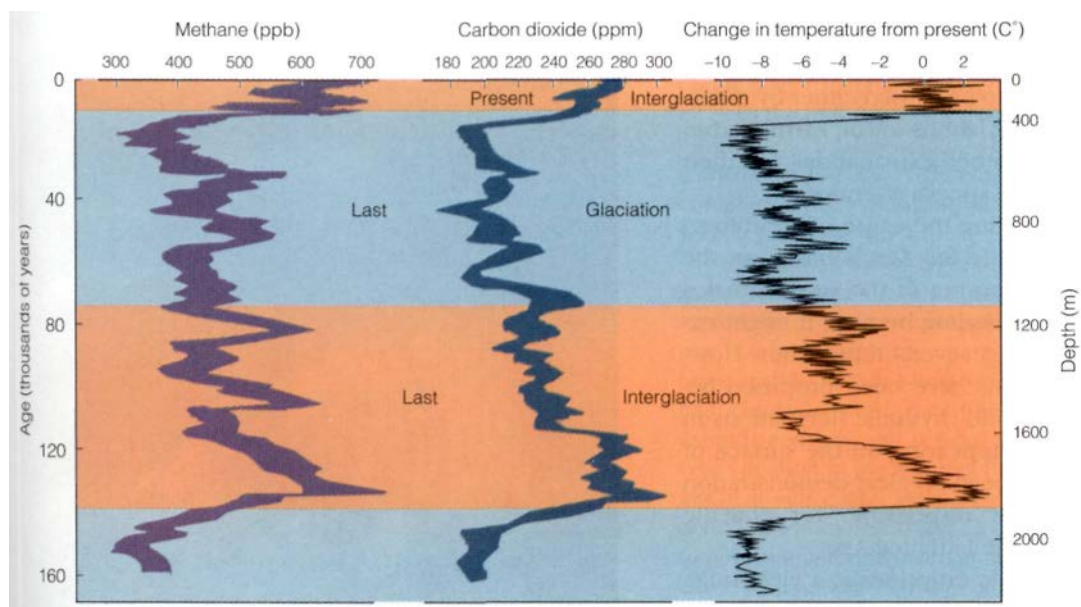 Methane (ppb) Carbon dioxide (ppm) Change in temperature from present (C°)
300 400 500 600 700 180 200 220 240 260 280 300 −10 −8 −6 −4 −2 0 2
0 0
Present Interglaciation
400
40 Last Glaciation 800
80 1200
Last Interglaciation
120 1600
160 2000
Age (thousands of years)
Depth (m)